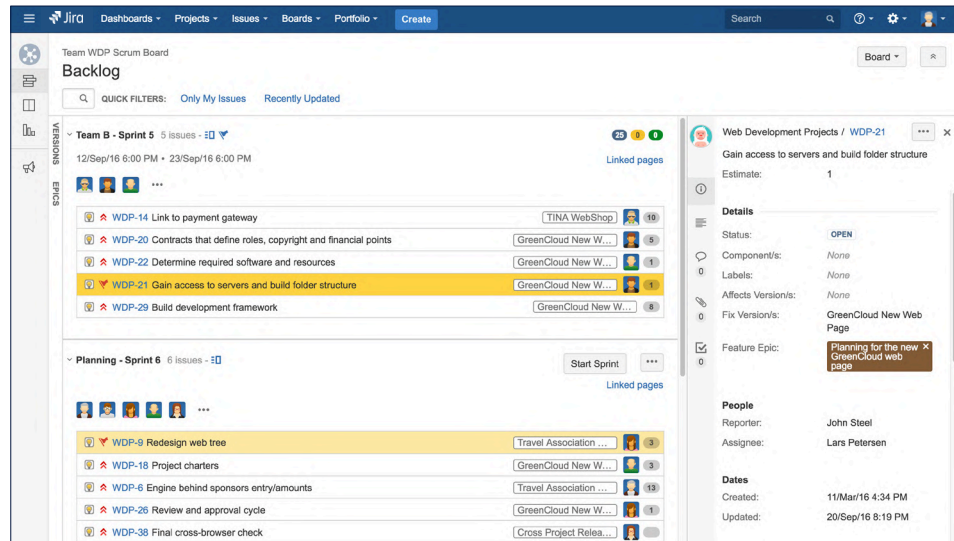 Jira Dashboards Projects Issues Boards Portfolio Create Search
Team WDP Scrum Board
Backlog
Board
QUICK FILTERS: Only My Issues Recently Updated
VERSIONS
EPICS
Team B - Sprint 5 5 issues
25 0 0
12/Sep/16 6:00 PM • 23/Sep/16 6:00 PM
Linked pages
WDP-14 Link to payment gateway TINA WebShop 10
WDP-20 Contracts that define roles, copyright and financial points GreenCloud New W... 5
WDP-22 Determine required software and resources GreenCloud New W... 1
WDP-21 Gain access to servers and build folder structure GreenCloud New W... 1
WDP-29 Build development framework GreenCloud New W... 8
Planning - Sprint 6 6 issues
Start Sprint
Linked pages
WDP-9 Redesign web tree Travel Association ... 3
WDP-18 Project charters GreenCloud New W... 3
WDP-6 Engine behind sponsors entry/amounts Travel Association ... 13
WDP-26 Review and approval cycle GreenCloud New W... 1
WDP-38 Final cross-browser check Cross Project Relea...
Web Development Projects / WDP-21
Gain access to servers and build folder structure
Estimate: 1
Details
Status: OPEN
Component/s: None
0
Labels: None
Affects Version/s: None
0
Fix Version/s: GreenCloud New Web
Page
Feature Epic: Planning for the new
GreenCloud web
page
0
People
Reporter: John Steel
Assignee: Lars Petersen
Dates
Created: 11/Mar/16 4:34 PM
Updated: 20/Sep/16 8:19 PM